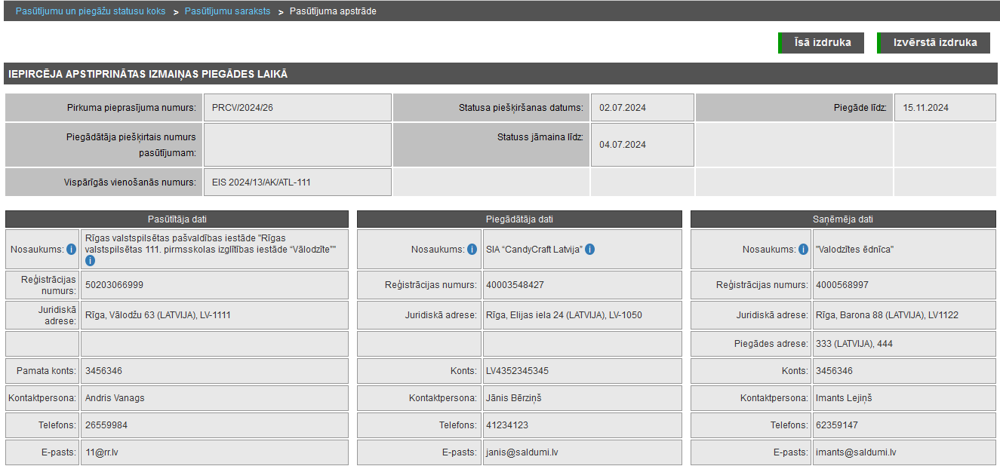 Pasūtījumu un piegāžu statusu koks > Pasūtījumu saraksts > Pasūtījuma apstrāde
Īsā izdruka Izvērstā izdruka
IEPIRCĒJA APSTIPRINĀTAS IZMAIŅAS PIEGĀDES LAIKĀ
Pirkuma pieprasījuma numurs: PRCV/2024/26 Statusa piešķiršanas datums: 02.07.2024 Piegāde līdz: 15.11.2024
Piegādātāja piešķirtais numurs
pasūtījumam:
Statuss jāmaina līdz: 04.07.2024
Vispārīgās vienošanās numurs: EIS 2024/13/AK/ATL-111
Pasūtītāja dati
Nosaukums: i
Rīgas valstspilsētas pašvaldības iestāde "Rīgas
valstspilsētas 111. pirmsskolas izglītības iestāde “Vālodzīte”"
i
Reģistrācijas
numurs:
50203066999
Juridiskā
adrese:
Rīga, Vālodžu 63 (LATVIJA), LV-1111
Pamata konts: 3456346
Kontaktpersona: Andris Vanags
Telefons: 26559984
E-pasts: 11@rr.lv
Piegādātāja dati
Nosaukums: i SIA “CandyCraft Latvija” i
Reģistrācijas numurs: 40003548427
Juridiskā adrese: Rīga, Elijas iela 24 (LATVIJA), LV-1050
Konts: LV4352345345
Kontaktpersona: Jānis Bērziņš
Telefons: 41234123
E-pasts: janis@saldumi.lv
Saņēmēja dati
Nosaukums: i "Valodzītes ēdnīca"
Reģistrācijas numurs: 4000568997
Juridiskā adrese: Rīga, Barona 88 (LATVIJA), LV1122
Piegādes adrese: 333 (LATVIJA), 444
Konts: 3456346
Kontaktpersona: Imants Lejiņš
Telefons: 62359147
E-pasts: imants@saldumi.lv